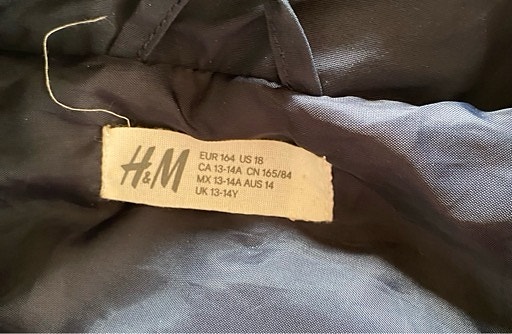 H&M
EUR 164 US 18
CA 13-14A CN 165/84
MX 13-14A AUS 14
UK 13-14Y